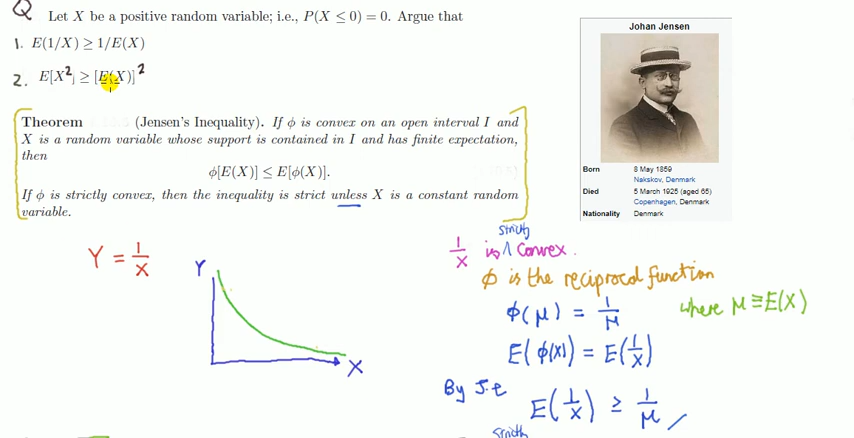 Q Let X be a positive random variable; i.e., P(X ≤ 0) = 0. Argue that
1. E(1/X) ≥ 1/E(X)
2. E[X²] ≥ [E(X)]²
Theorem (Jensen's Inequality). If ϕ is convex on an open interval I and
X is a random variable whose support is contained in I and has finite expectation,
then
ϕ[E(X)] ≤ E[ϕ(X)].
If ϕ is strictly convex, then the inequality is strict unless X is a constant random
variable.
Johan Jensen
Born 8 May 1859
Nakskov, Denmark
Died 5 March 1925 (aged 65)
Copenhagen, Denmark
Nationality Denmark
Y = 1/X
Y
X
strictly
1/x is ∧ convex.
ϕ is the reciprocal function
ϕ(μ) = 1/μ where μ ≡ E(X)
E(ϕ(X)) = E(1/X)
By J.E
E(1/X) ≥ 1/μ
strictly